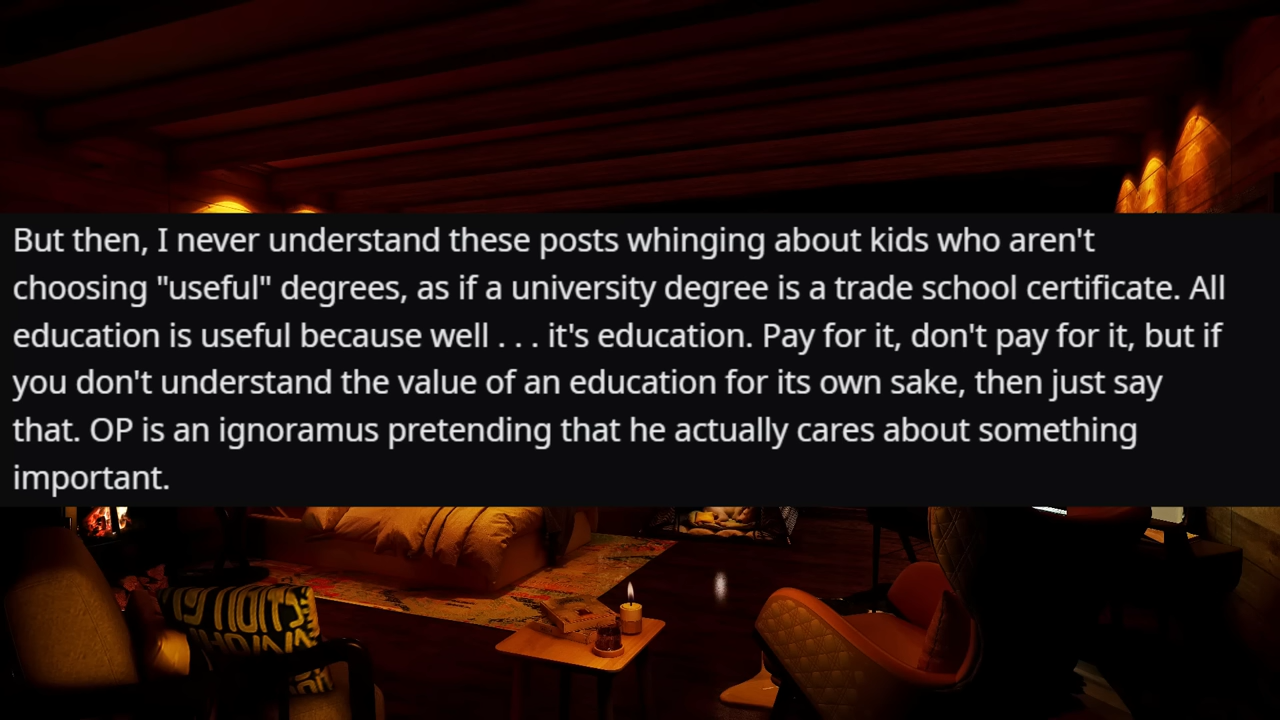 But then, I never understand these posts whinging about kids who aren't
choosing "useful" degrees, as if a university degree is a trade school certificate. All
education is useful because well . . . it's education. Pay for it, don't pay for it, but if
you don't understand the value of an education for its own sake, then just say
that. OP is an ignoramus pretending that he actually cares about something
important.